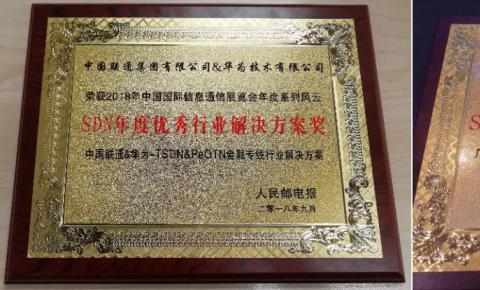 中国联通集团有限公司&华为技术有限公司
荣获2018年中国国际信息通信展览会年度系列风云
SDN年度优秀行业解决方案奖
中国联通&华为-TSDN&PeOTN金融专线行业解决方案
人民邮电报
二零一八年九月
S